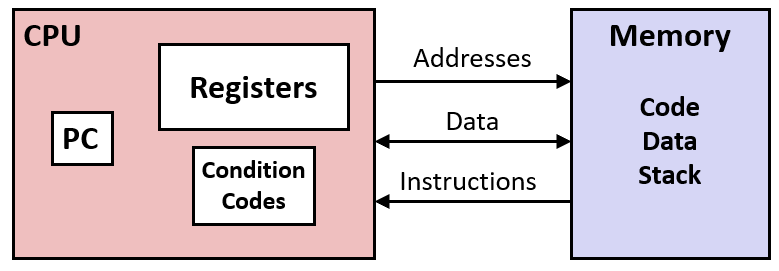 CPU
Registers
PC
Condition
Codes
Addresses
Data
Instructions
Memory
Code
Data
Stack